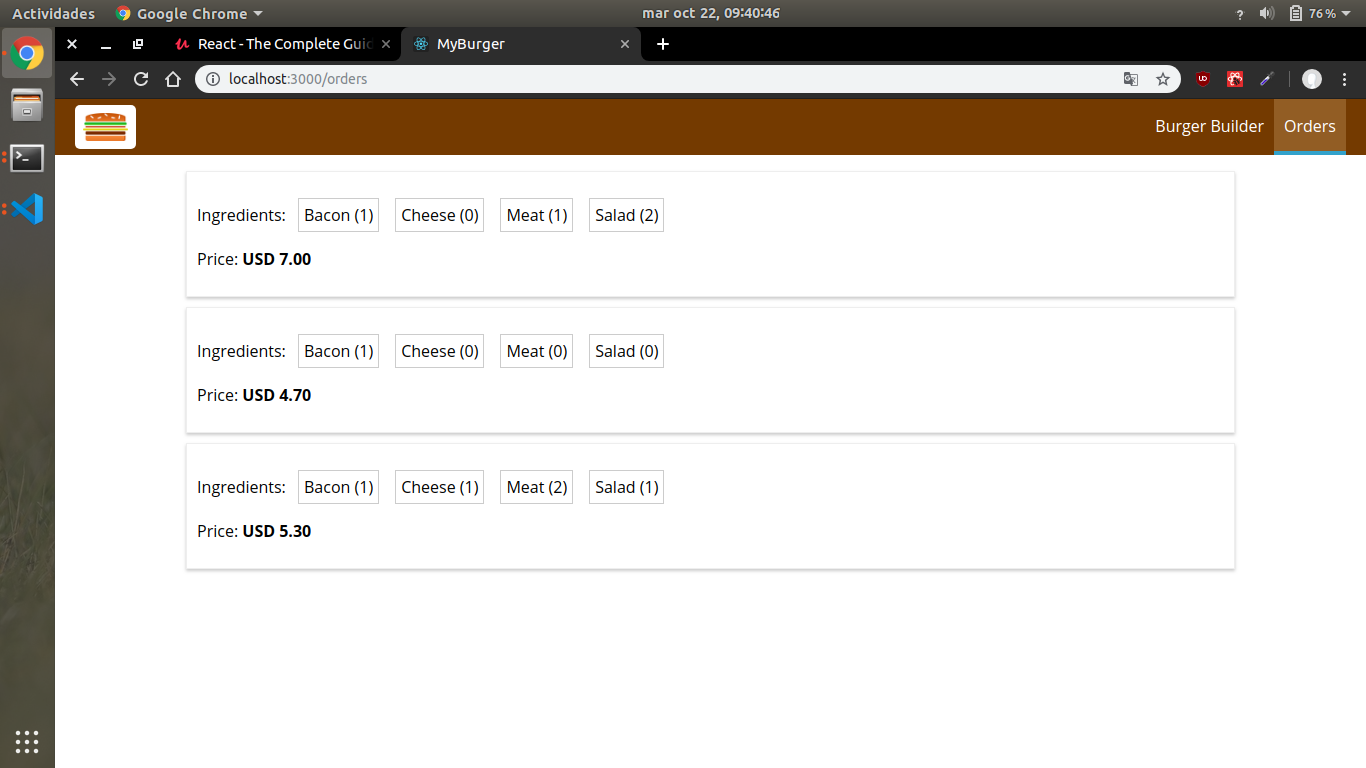 Actividades Google Chrome mar oct 22, 09:40:46 ? 76 %
React - The Complete Guid MyBurger
localhost:3000/orders
Burger Builder Orders
Ingredients: Bacon (1) Cheese (0) Meat (1) Salad (2)
Price: USD 7.00
Ingredients: Bacon (1) Cheese (0) Meat (0) Salad (0)
Price: USD 4.70
Ingredients: Bacon (1) Cheese (1) Meat (2) Salad (1)
Price: USD 5.30